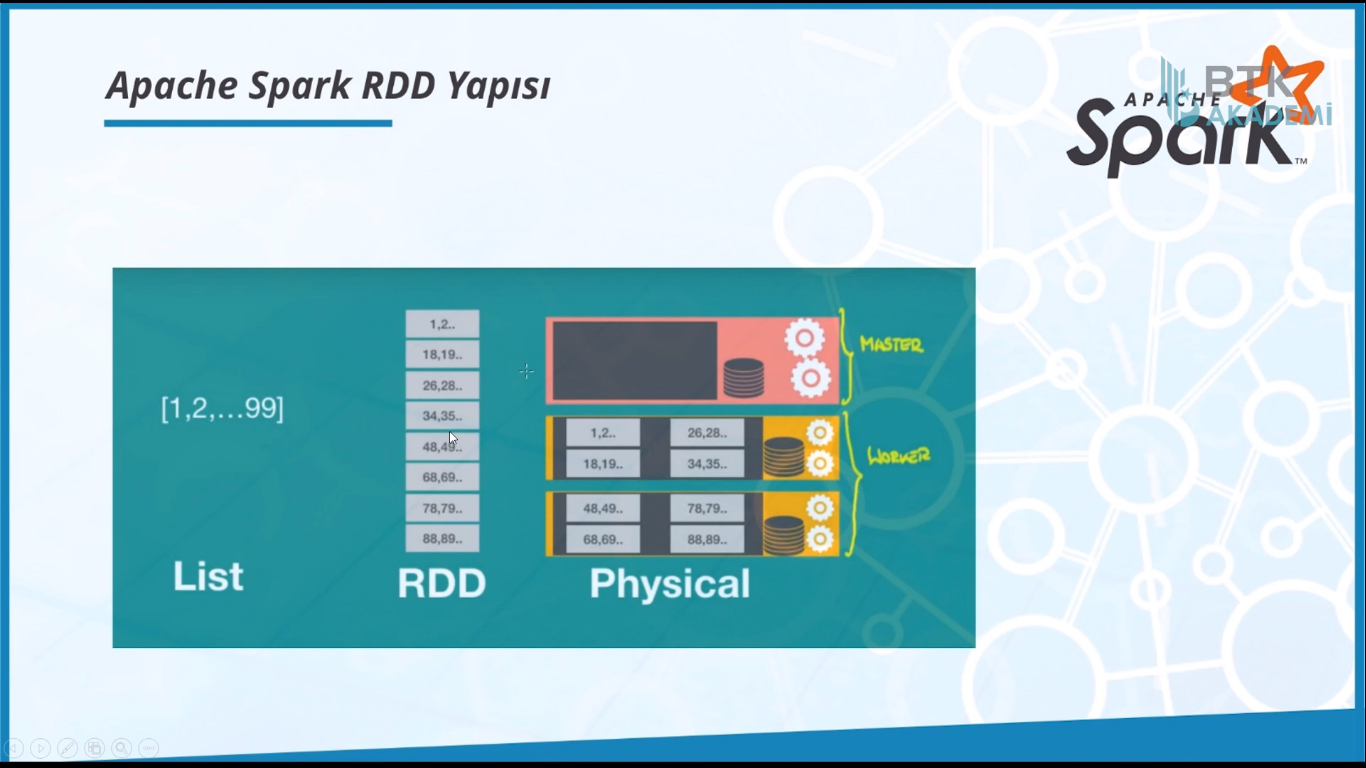 Apache Spark RDD Yapısı
APACHE
Spark™
BTK
AKADEMİ
[1,2,...99]
List
1,2..
18,19..
26,28..
34,35..
48,49..
68,69..
78,79..
88,89..
RDD
MASTER
1,2..
26,28..
18,19..
34,35..
WORKER
48,49..
78,79..
68,69..
88,89..
Physical